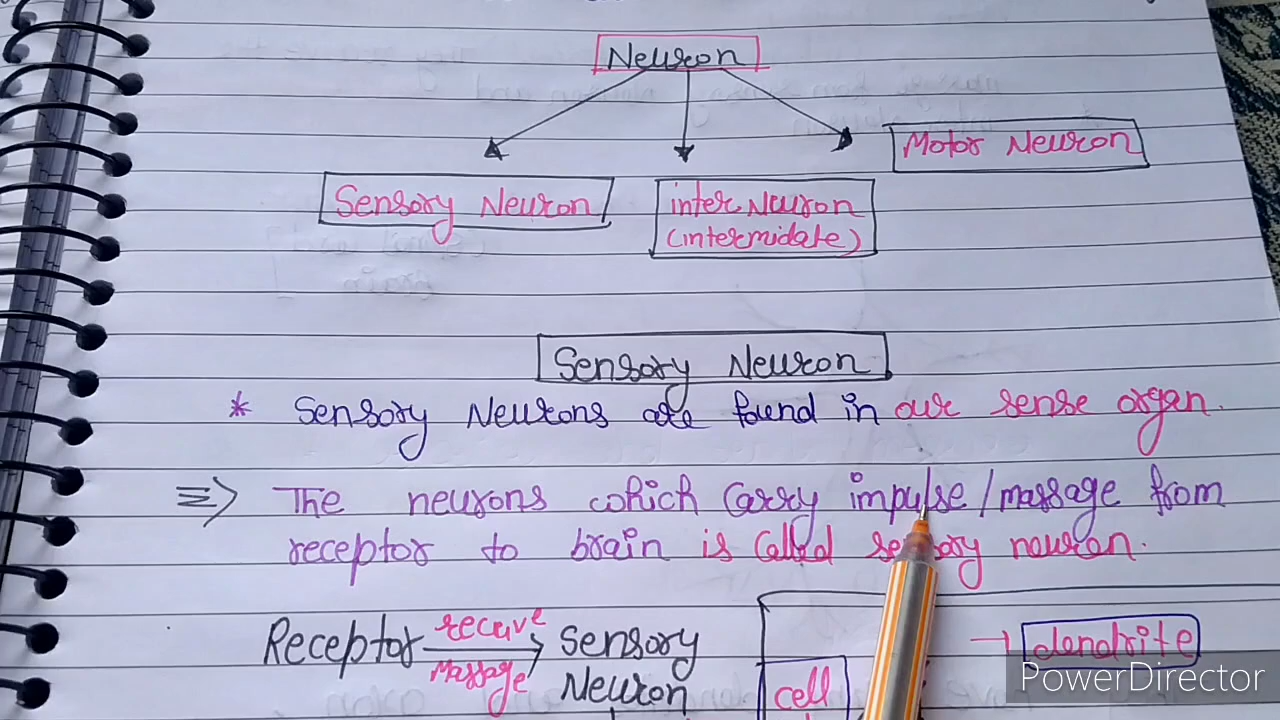 Neuron
Motor Neuron
Sensory Neuron
inter Neuron
(intermidate)
Sensory Neuron
* Sensory Neurons are found in our sense organ.
The neurons which carry impulse/massage from
receptor to brain is called sensory neuron.
Receptor recive massage sensory Neuron
dendrite
cell
PowerDirector